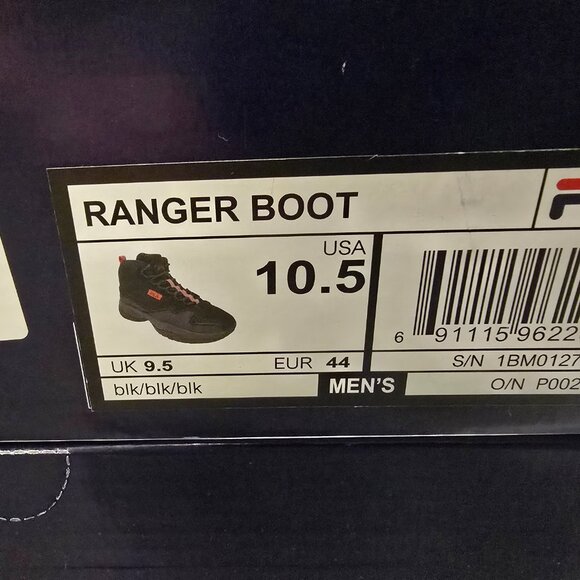 RANGER BOOT
USA
10.5
UK 9.5 EUR 44
blk/blk/blk
MEN'S
6 91115 9622
S/N 1BM0127
O/N P002